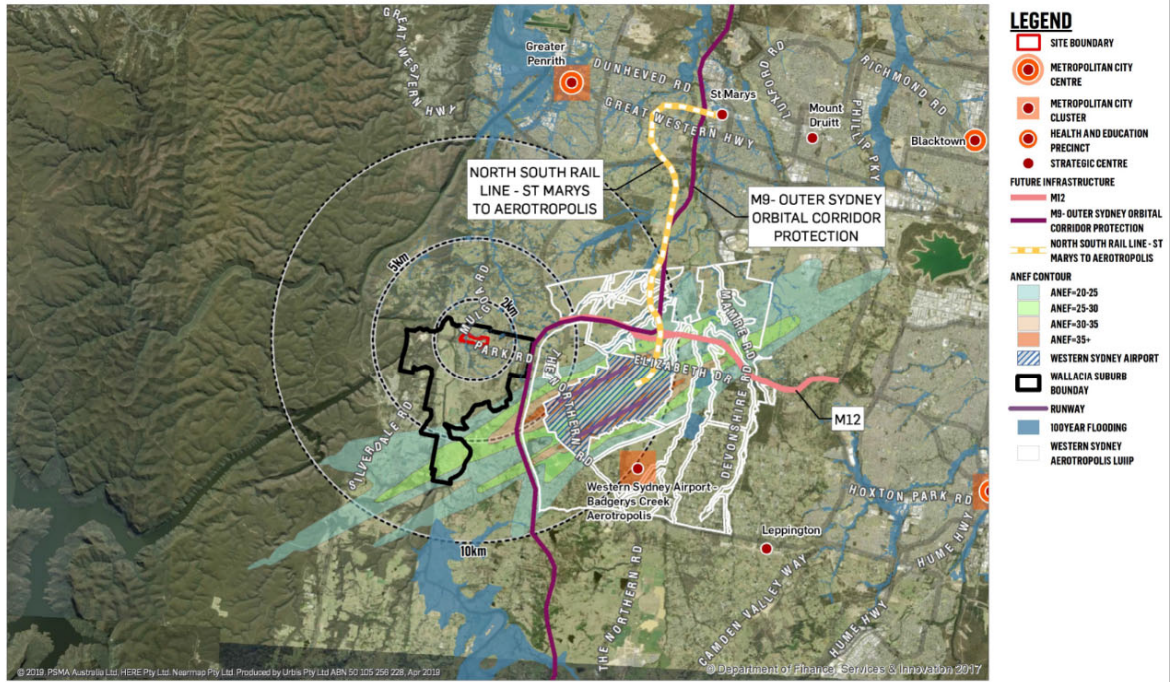 GREAT WESTERN HWY
Greater
Penrith
DUNHEVED RD
St Marys
GREAT WESTERN HWY
LUXFORD RD
Mount
Druitt
PHILLIP PKY
RICHMOND RD
Blacktown
NORTH SOUTH RAIL
LINE - ST MARYS
TO AEROTROPOLIS
M9- OUTER SYDNEY
ORBITAL CORRIDOR
PROTECTION
5km
2km
MULGOA RD
PARK RD
THE NORTHERN RD
ELIZABETH DR
MAMRE RD
DEVONSHIRE RD
M12
SILVERDALE RD
Western Sydney Airport -
Badgerys Creek
Aerotropolis
10km
Leppington
HOXTON PARK RD
HUME HWY
THE NORTHERN RD
CAMDEN VALLEY WAY
HUME HWY
© 2019. PSMA Australia Ltd, HERE Pty Ltd. Nearmap Pty Ltd. Produced by Urbis Pty Ltd ABN 50 105 256 228, Apr 2019
© Department of Finance, Services & Innovation 2017
LEGEND
SITE BOUNDARY
METROPOLITAN CITY
CENTRE
METROPOLITAN CITY
CLUSTER
HEALTH AND EDUCATION
PRECINCT
STRATEGIC CENTRE
FUTURE INFRASTRUCTURE
M12
M9- OUTER SYDNEY ORBITAL
CORRIDOR PROTECTION
NORTH SOUTH RAIL LINE - ST
MARYS TO AEROTROPOLIS
ANEF CONTOUR
ANEF=20-25
ANEF=25-30
ANEF=30-35
ANEF=35+
WESTERN SYDNEY AIRPORT
WALLACIA SUBURB
BOUNDAY
RUNWAY
100YEAR FLOODING
WESTERN SYDNEY
AEROTROPOLIS LUIIP